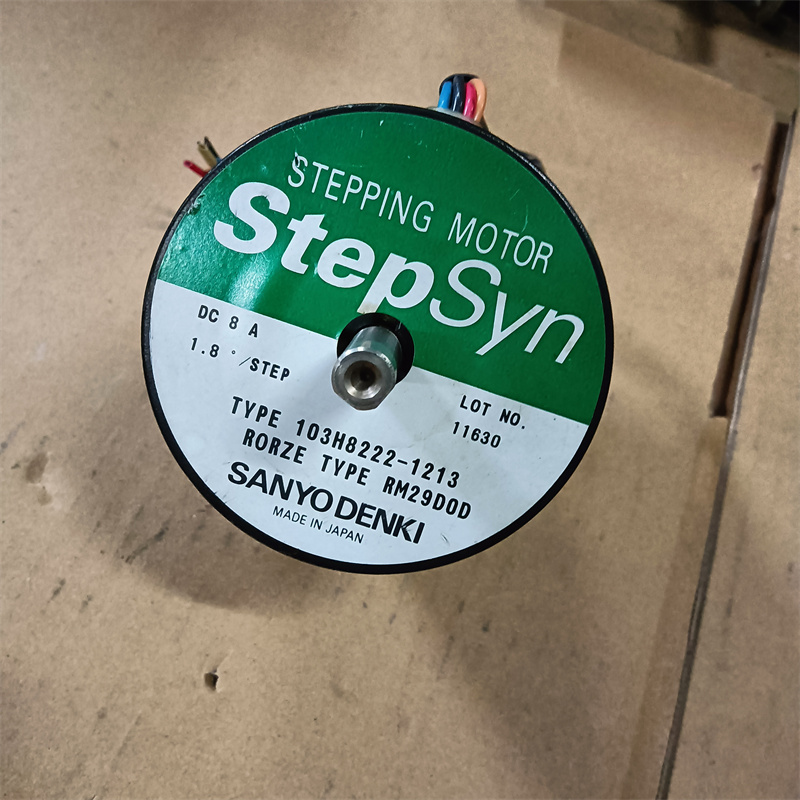 STEPPING MOTOR
StepSyn
DC 8 A
1.8 °/STEP
LOT NO.
11630
TYPE 103H8222-1213
RORZE TYPE RM29D0D
SANYO DENKI
MADE IN JAPAN